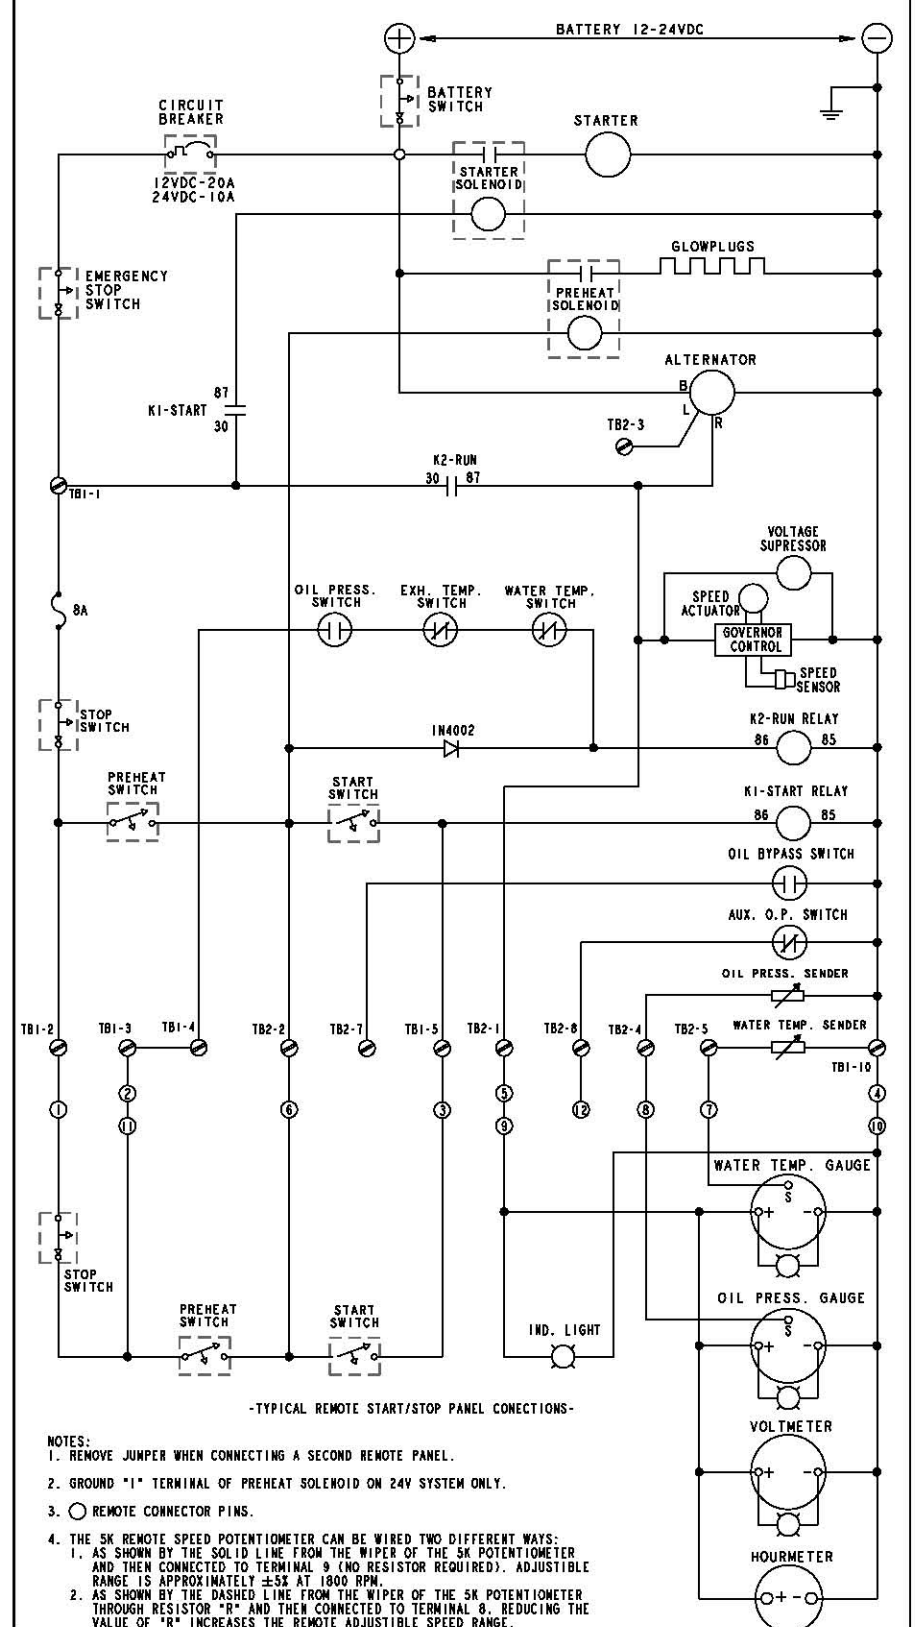 BATTERY 12-24VDC
+
-
BATTERY
SWITCH
CIRCUIT
BREAKER
12VDC-20A
24VDC-10A
STARTER
STARTER
SOLENOID
GLOWPLUGS
EMERGENCY
STOP
SWITCH
PREHEAT
SOLENOID
ALTERNATOR
B
L
R
TB2-3
87
K1-START
30
K2-RUN
30
87
TB1-1
VOLTAGE
SUPRESSOR
8A
OIL PRESS.
SWITCH
EXH. TEMP.
SWITCH
WATER TEMP.
SWITCH
SPEED
ACTUATOR
GOVERNOR
CONTROL
SPEED
SENSOR
STOP
SWITCH
1N4002
K2-RUN RELAY
86
85
PREHEAT
SWITCH
START
SWITCH
K1-START RELAY
86
85
OIL BYPASS SWITCH
AUX. O.P. SWITCH
OIL PRESS. SENDER
TB1-2
TB1-3
TB1-4
TB2-2
TB2-7
TB1-5
TB2-1
TB2-8
TB2-4
TB2-5
WATER TEMP. SENDER
TB1-10
2
5
4
1
6
3
12
8
7
11
9
10
WATER TEMP. GAUGE
S
+
-
STOP
SWITCH
OIL PRESS. GAUGE
S
+
-
PREHEAT
SWITCH
START
SWITCH
IND. LIGHT
-TYPICAL REMOTE START/STOP PANEL CONECTIONS-
VOLTMETER
+
-
HOURMETER
+
-
NOTES:
1. REMOVE JUMPER WHEN CONNECTING A SECOND REMOTE PANEL.
2. GROUND "I" TERMINAL OF PREHEAT SOLENOID ON 24V SYSTEM ONLY.
3. ◯ REMOTE CONNECTOR PINS.
4. THE 5K REMOTE SPEED POTENTIOMETER CAN BE WIRED TWO DIFFERENT WAYS:
1. AS SHOWN BY THE SOLID LINE FROM THE WIPER OF THE 5K POTENTIOMETER
AND THEN CONNECTED TO TERMINAL 9 (NO RESISTOR REQUIRED). ADJUSTIBLE
RANGE IS APPROXIMATELY ±5% AT 1800 RPM.
2. AS SHOWN BY THE DASHED LINE FROM THE WIPER OF THE 5K POTENTIOMETER
THROUGH RESISTOR "R" AND THEN CONNECTED TO TERMINAL 8. REDUCING THE
VALUE OF "R" INCREASES THE REMOTE ADJUSTIBLE SPEED RANGE.